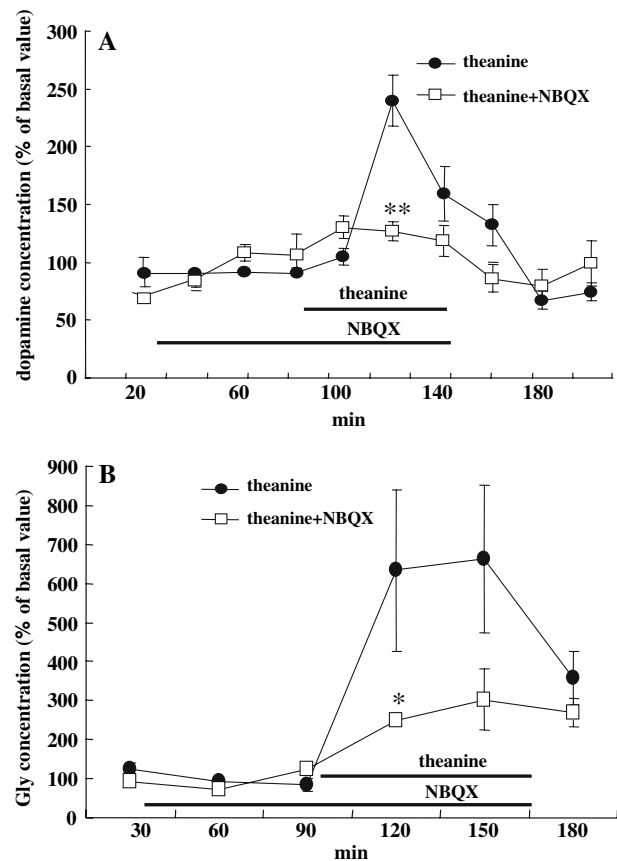 A
300
250
200
150
100
50
0
dopamine concentration (% of basal value)
theanine
theanine+NBQX
**
theanine
NBQX
20 60 100 140 180
min
B
900
800
700
600
500
400
300
200
100
0
Gly concentration (% of basal value)
theanine
theanine+NBQX
*
theanine
NBQX
30 60 90 120 150 180
min